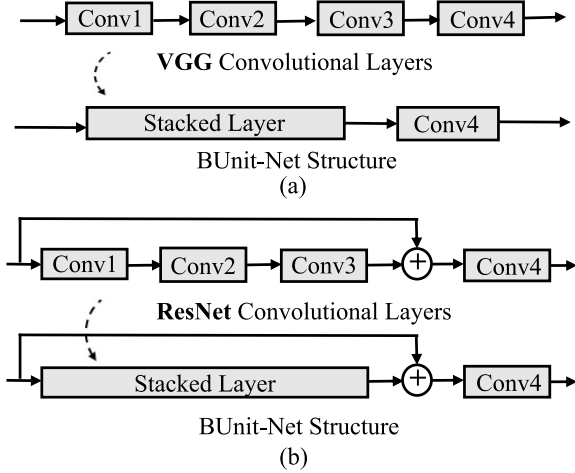 Conv1 Conv2 Conv3 Conv4
VGG Convolutional Layers
Stacked Layer Conv4
BUnit-Net Structure
(a)
Conv1 Conv2 Conv3 + Conv4
ResNet Convolutional Layers
Stacked Layer + Conv4
BUnit-Net Structure
(b)